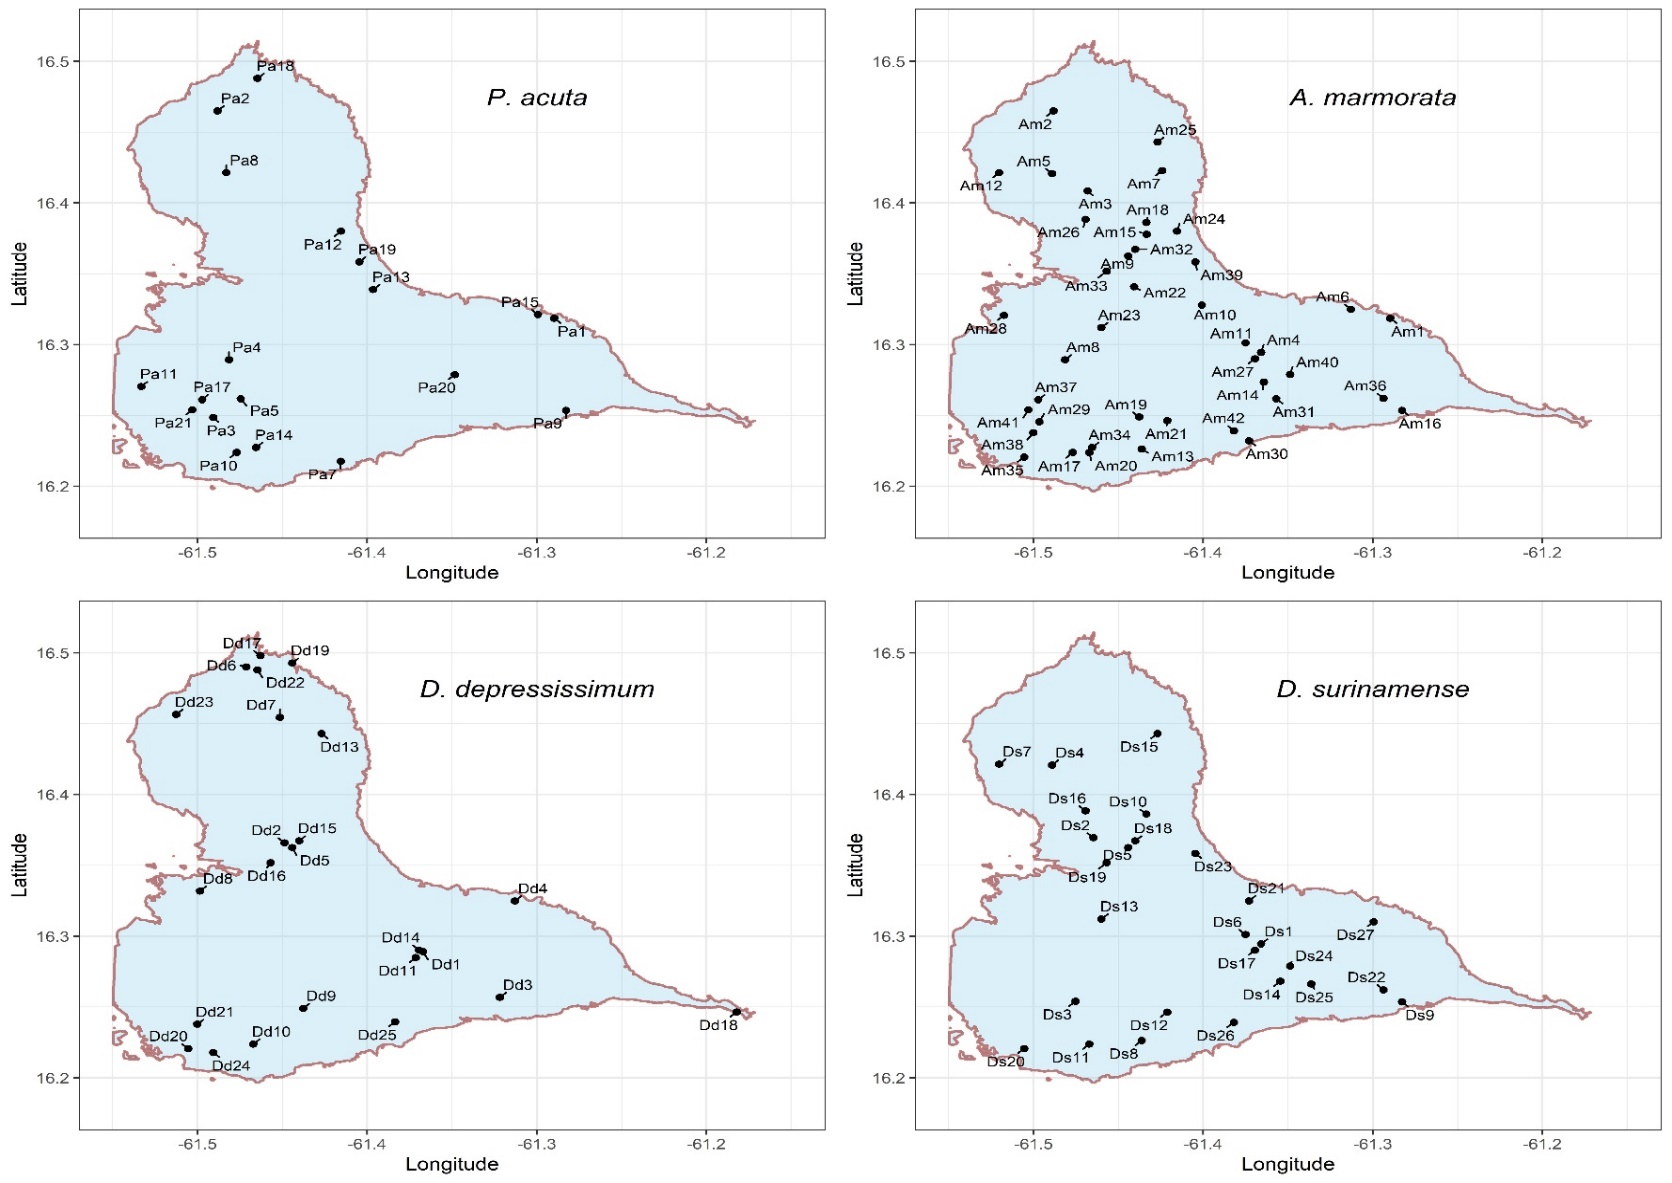 P. acuta
Pa18
Pa2
Pa8
Pa12
Pa19
Pa13
Pa15
Pa1
Pa4
Pa11
Pa17
Pa20
Pa5
Pa21
Pa3
Pa9
Pa14
Pa10
Pa7
16.5
16.4
16.3
16.2
Latitude
-61.5
-61.4
-61.3
-61.2
Longitude
A. marmorata
Am2
Am25
Am5
Am12
Am7
Am3
Am18
Am24
Am26
Am15
Am32
Am9
Am39
Am33
Am22
Am6
Am28
Am23
Am10
Am1
Am11
Am4
Am8
Am27
Am40
Am37
Am14
Am36
Am29
Am19
Am31
Am41
Am42
Am16
Am38
Am34
Am21
Am35
Am17
Am20
Am13
Am30
16.5
16.4
16.3
16.2
Latitude
-61.5
-61.4
-61.3
-61.2
Longitude
D. depressissimum
Dd17
Dd19
Dd6
Dd22
Dd23
Dd7
Dd13
Dd2
Dd15
Dd5
Dd16
Dd8
Dd4
Dd14
Dd1
Dd11
Dd3
Dd9
Dd21
Dd18
Dd20
Dd10
Dd25
Dd24
16.5
16.4
16.3
16.2
Latitude
-61.5
-61.4
-61.3
-61.2
Longitude
D. surinamense
Ds15
Ds7
Ds4
Ds16
Ds10
Ds2
Ds18
Ds5
Ds23
Ds19
Ds21
Ds13
Ds6
Ds1
Ds27
Ds17
Ds24
Ds22
Ds14
Ds25
Ds3
Ds9
Ds12
Ds26
Ds20
Ds11
Ds8
16.5
16.4
16.3
16.2
Latitude
-61.5
-61.4
-61.3
-61.2
Longitude